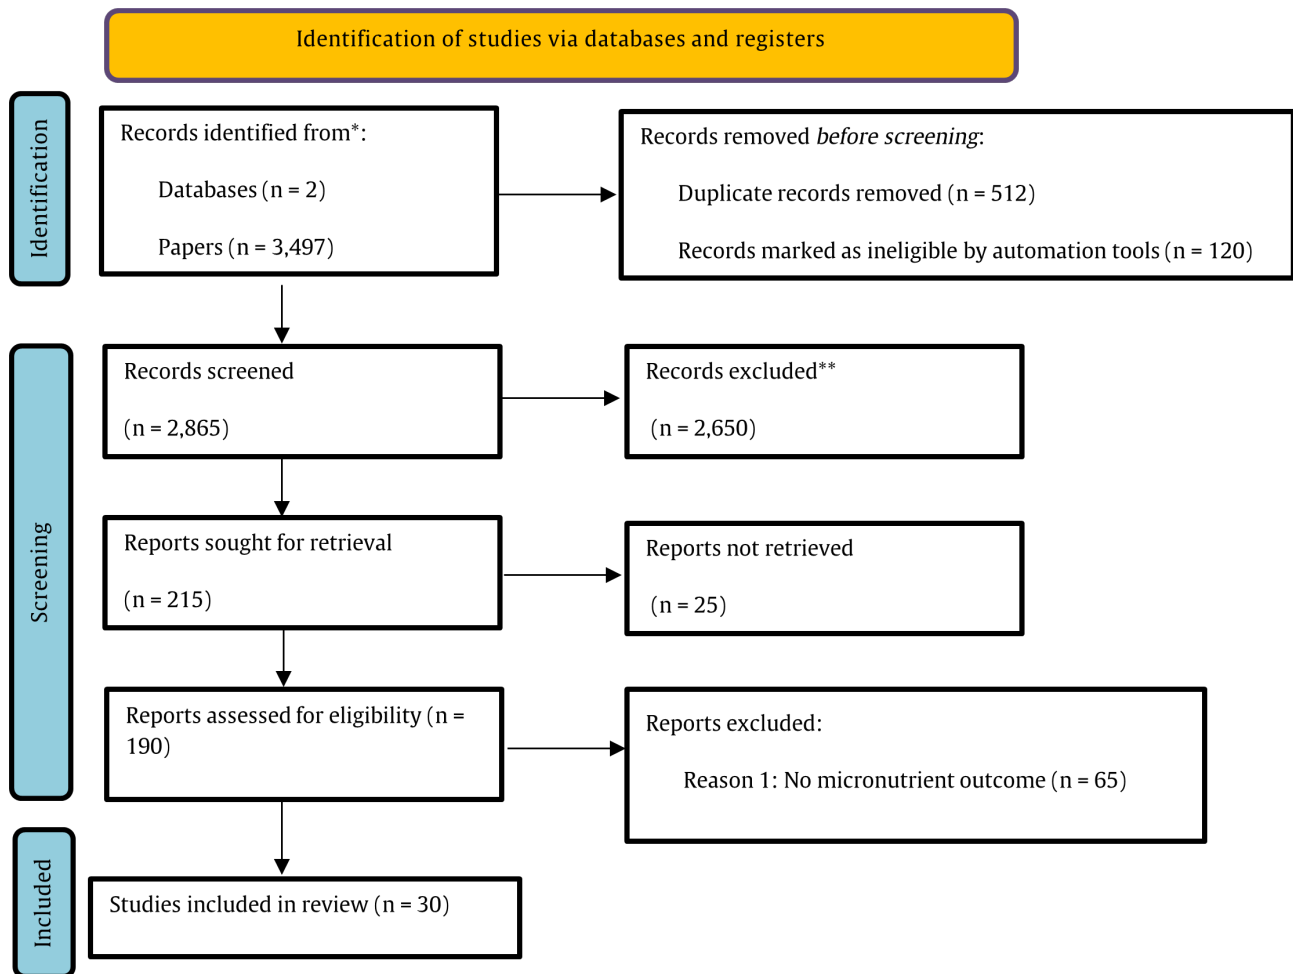 Identification of studies via databases and registers
Identification
Records identified from*:
Databases (n = 2)
Papers (n = 3,497)
Records removed before screening:
Duplicate records removed (n = 512)
Records marked as ineligible by automation tools (n = 120)
Screening
Records screened
(n = 2,865)
Records excluded**
(n = 2,650)
Reports sought for retrieval
(n = 215)
Reports not retrieved
(n = 25)
Reports assessed for eligibility (n =
190)
Reports excluded:
Reason 1: No micronutrient outcome (n = 65)
Included
Studies included in review (n = 30)